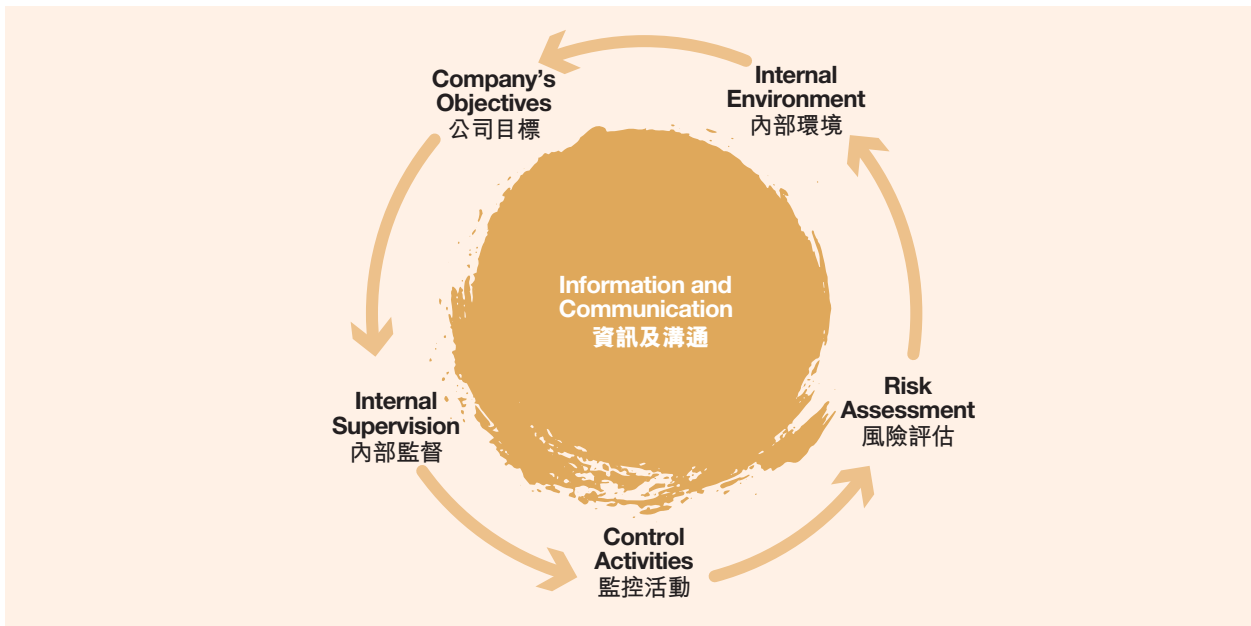 Company's
Objectives
公司目標
Internal
Environment
內部環境
Information and
Communication
資訊及溝通
Internal
Supervision
內部監督
Risk
Assessment
風險評估
Control
Activities
監控活動